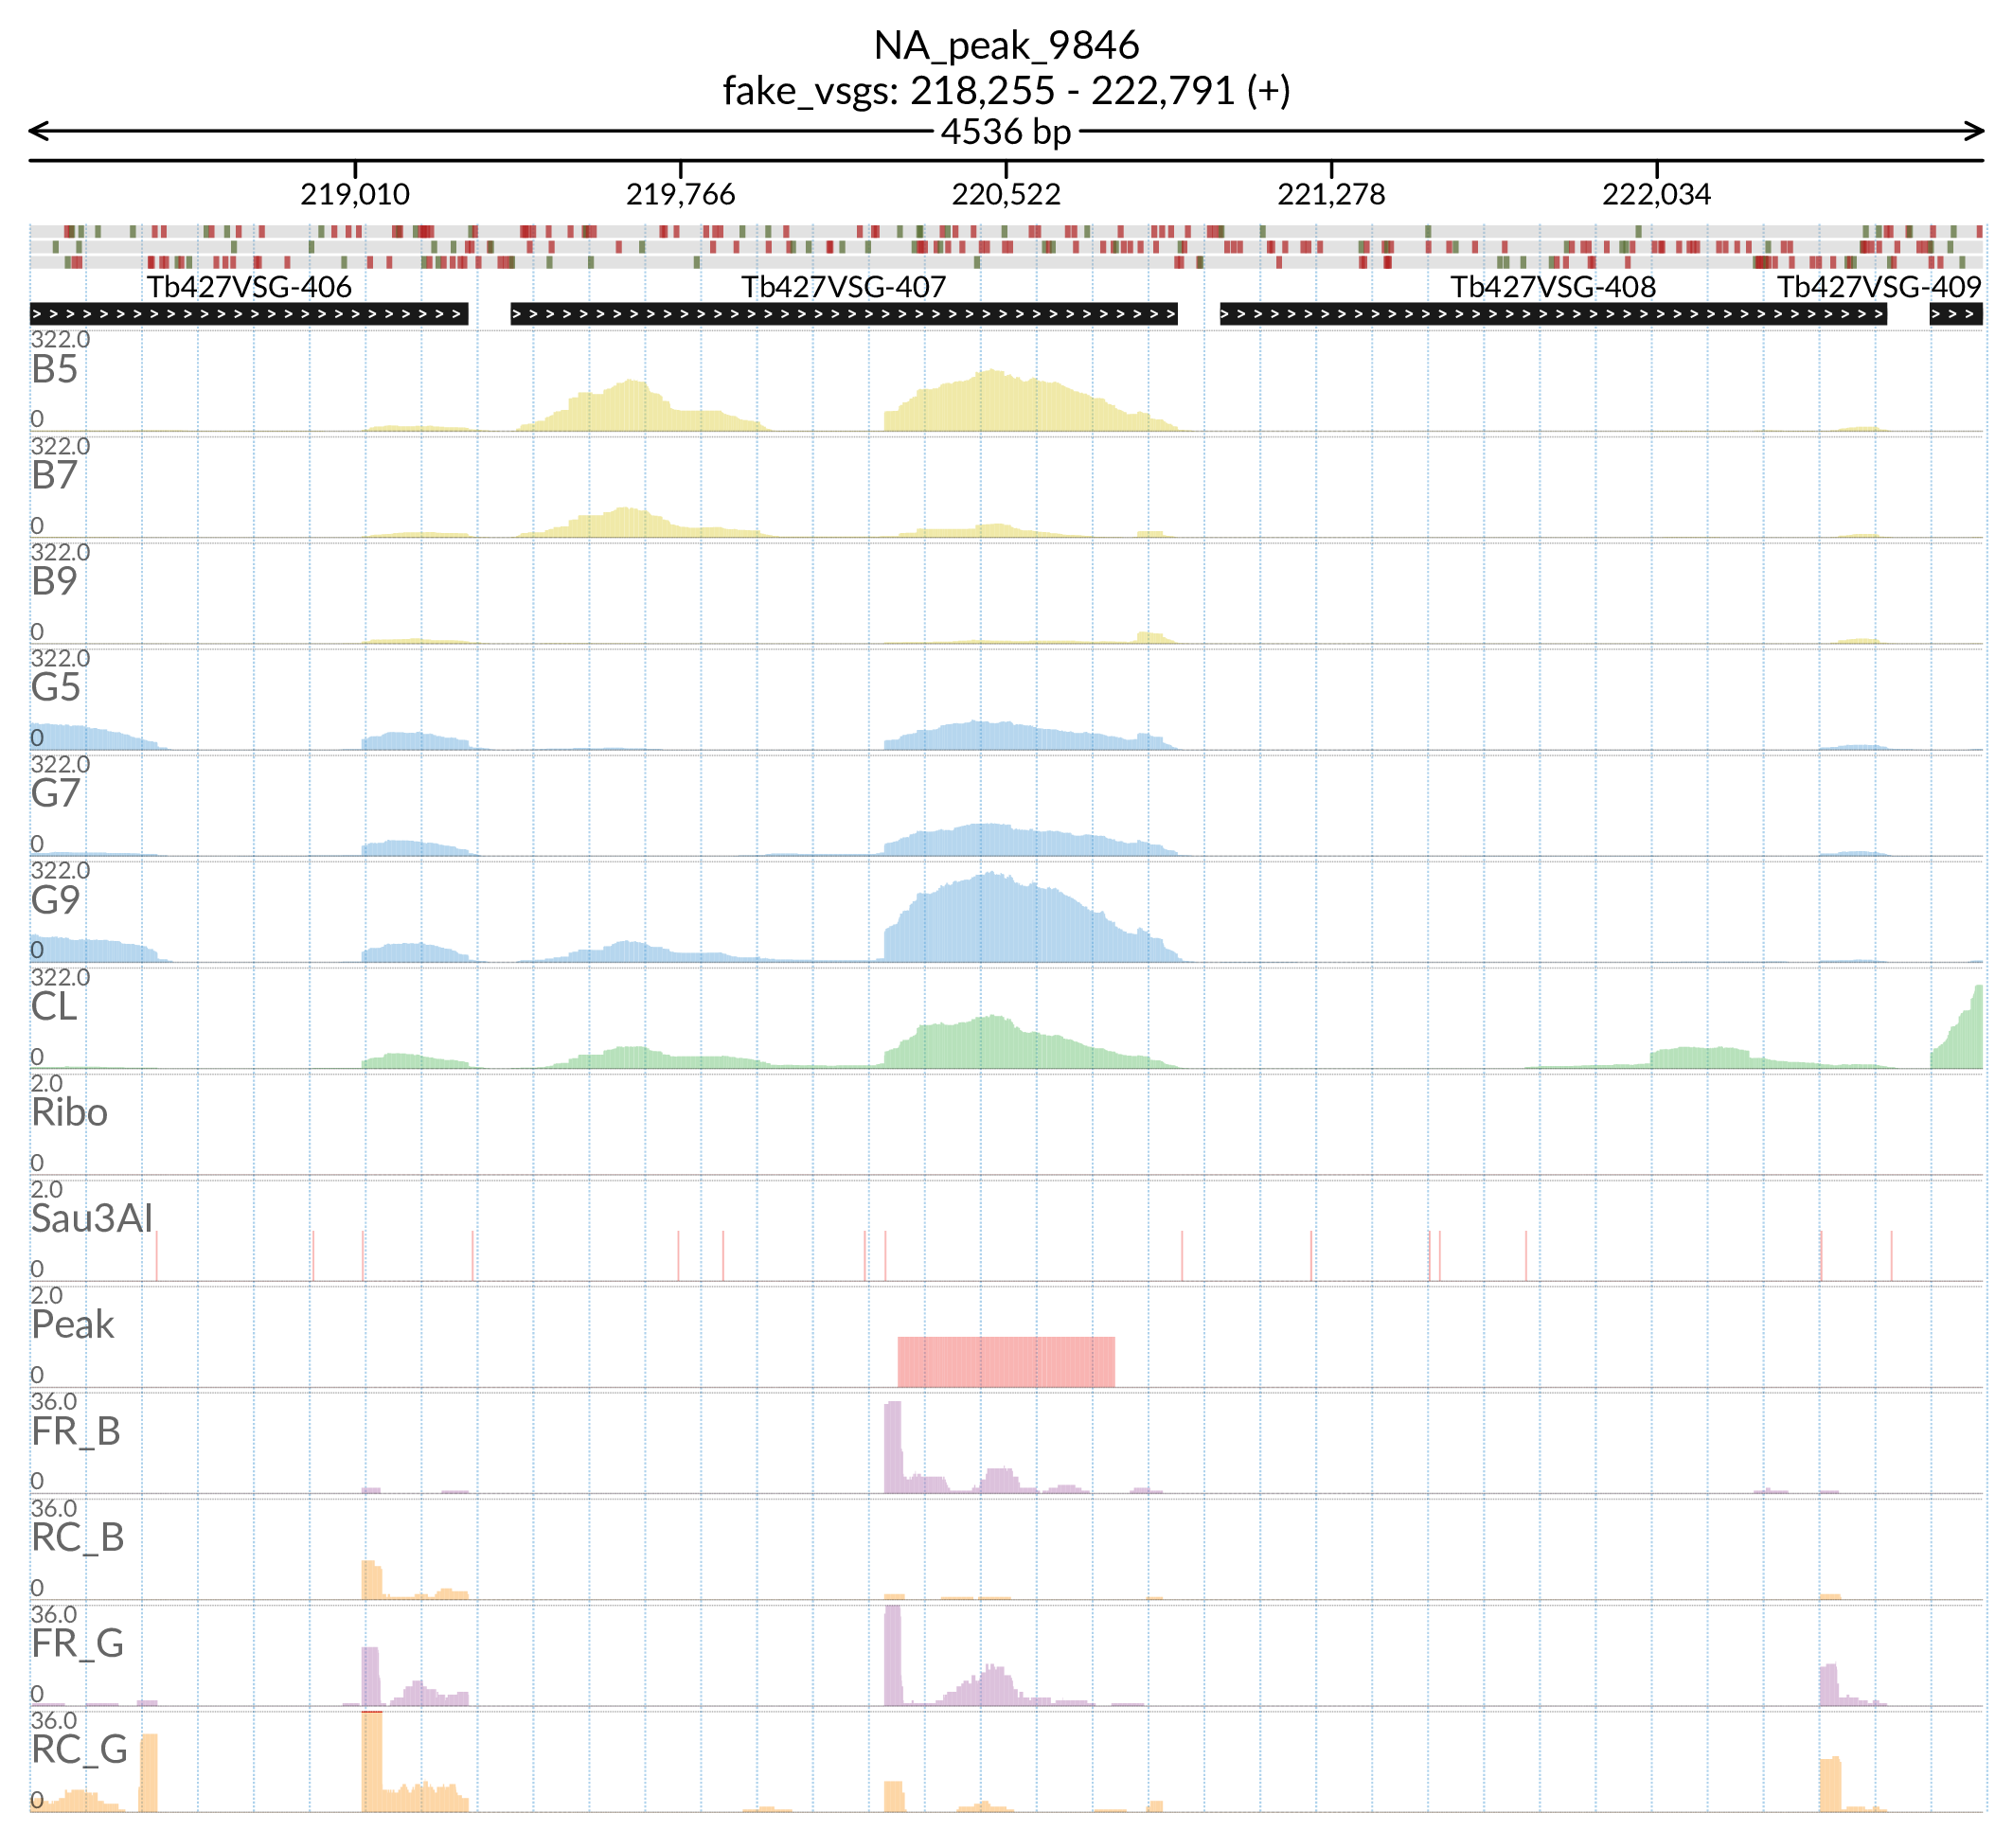 NA_peak_9846
fake_vsgs: 218,255 - 222,791 (+)
4536 bp
219,010 219,766 220,522 221,278 222,034
Tb427VSG-406 Tb427VSG-407 Tb427VSG-408 Tb427VSG-409
322.0
B5
0
322.0
B7
0
322.0
B9
0
322.0
G5
0
322.0
G7
0
322.0
G9
0
322.0
CL
0
2.0
Ribo
0
2.0
Sau3AI
0
2.0
Peak
0
36.0
FR_B
0
36.0
RC_B
0
36.0
FR_G
0
36.0
RC_G
0